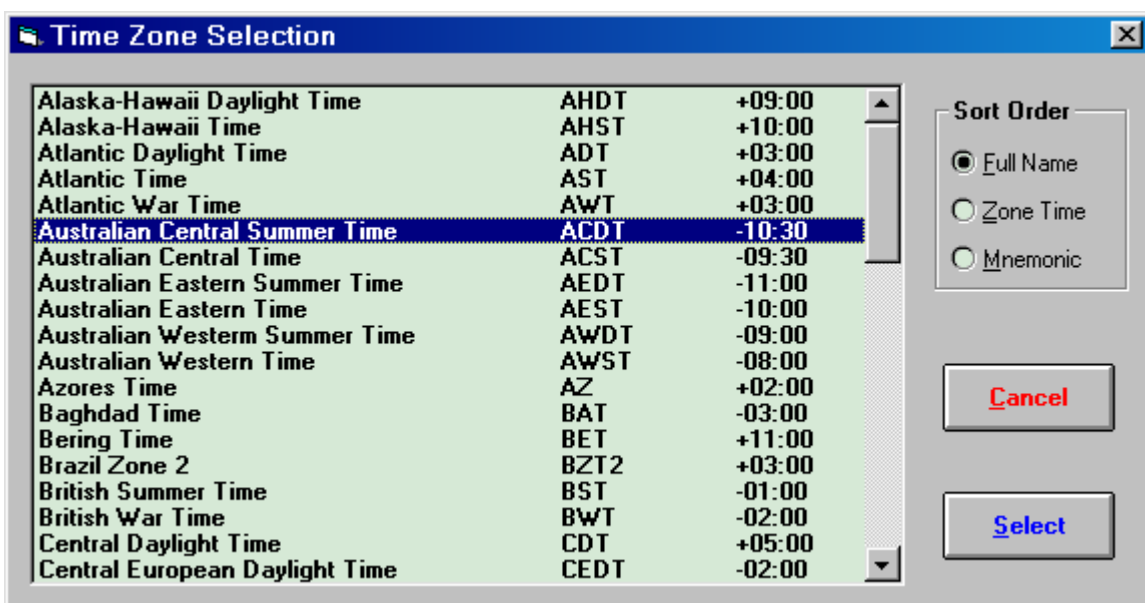 Time Zone Selection
Alaska-Hawaii Daylight Time AHDT +09:00
Alaska-Hawaii Time AHST +10:00
Atlantic Daylight Time ADT +03:00
Atlantic Time AST +04:00
Atlantic War Time AWT +03:00
Australian Central Summer Time ACDT -10:30
Australian Central Time ACST -09:30
Australian Eastern Summer Time AEDT -11:00
Australian Eastern Time AEST -10:00
Australian Westerm Summer Time AWDT -09:00
Australian Western Time AWST -08:00
Azores Time AZ +02:00
Baghdad Time BAT -03:00
Bering Time BET +11:00
Brazil Zone 2 BZT2 +03:00
British Summer Time BST -01:00
British War Time BWT -02:00
Central Daylight Time CDT +05:00
Central European Daylight Time CEDT -02:00
Sort Order
Full Name
Zone Time
Mnemonic
Cancel
Select